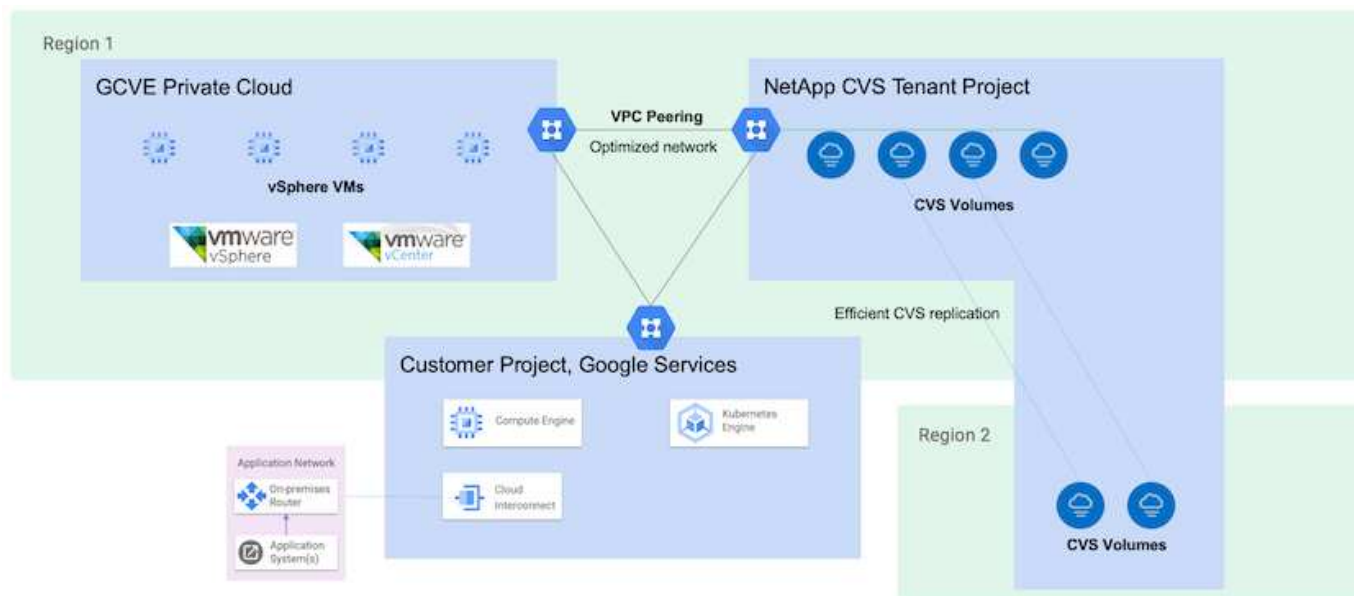 Region 1
GCVE Private Cloud
vSphere VMs
vmware®
vSphere
vmware®
vCenter
VPC Peering
Optimized network
NetApp CVS Tenant Project
CVS Volumes
Efficient CVS replication
Customer Project, Google Services
Compute Engine
Kubernetes
Engine
Cloud
Interconnect
Application Network
On-premises
Router
Application
System(s)
Region 2
CVS Volumes